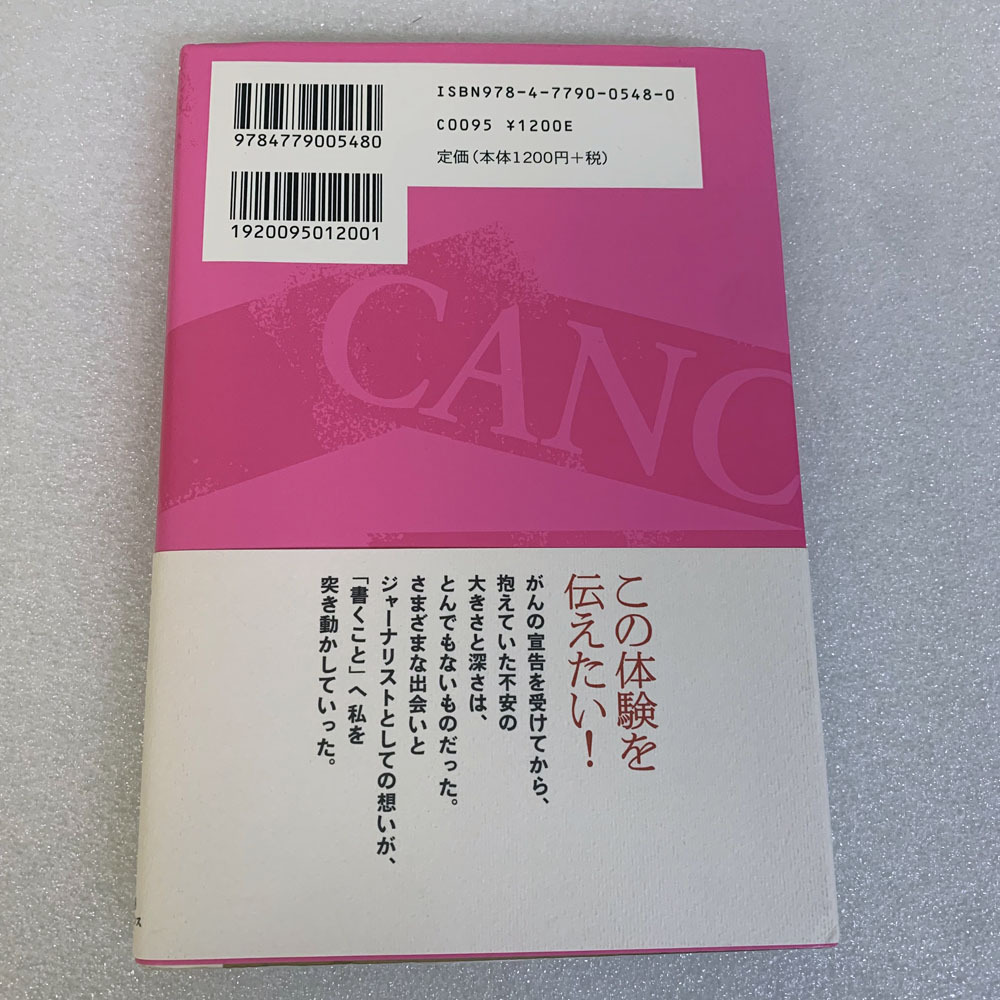 ISBN978-4-7790-0548-0
C0095 ¥1200E
定価(本体1200円+税)
9784779005480
1920095012001
CANC
この体験を
伝えたい!
がんの宣告を受けてから、
抱えていた不安の
大きさと深さは、
とんでもないものだった。
さまざまな出会いと
ジャーナリストとしての想いが、
「書くこと」へ私を
突き動かしていった。